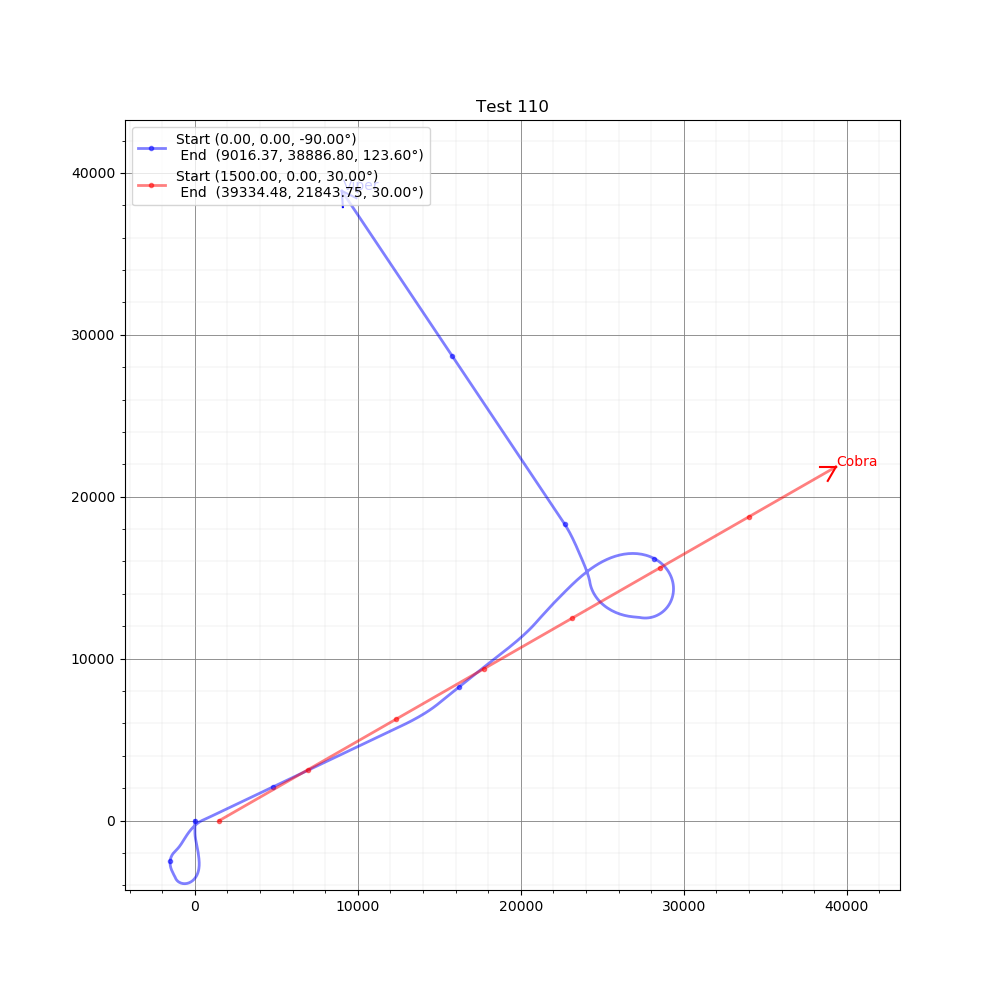 Test 110
Start (0.00, 0.00, -90.00°)
End (9016.37, 38886.80, 123.60°)
Start (1500.00, 0.00, 30.00°)
End (39334.48, 21843.75, 30.00°)
Cobra
40000
30000
20000
10000
0
0
10000
20000
30000
40000